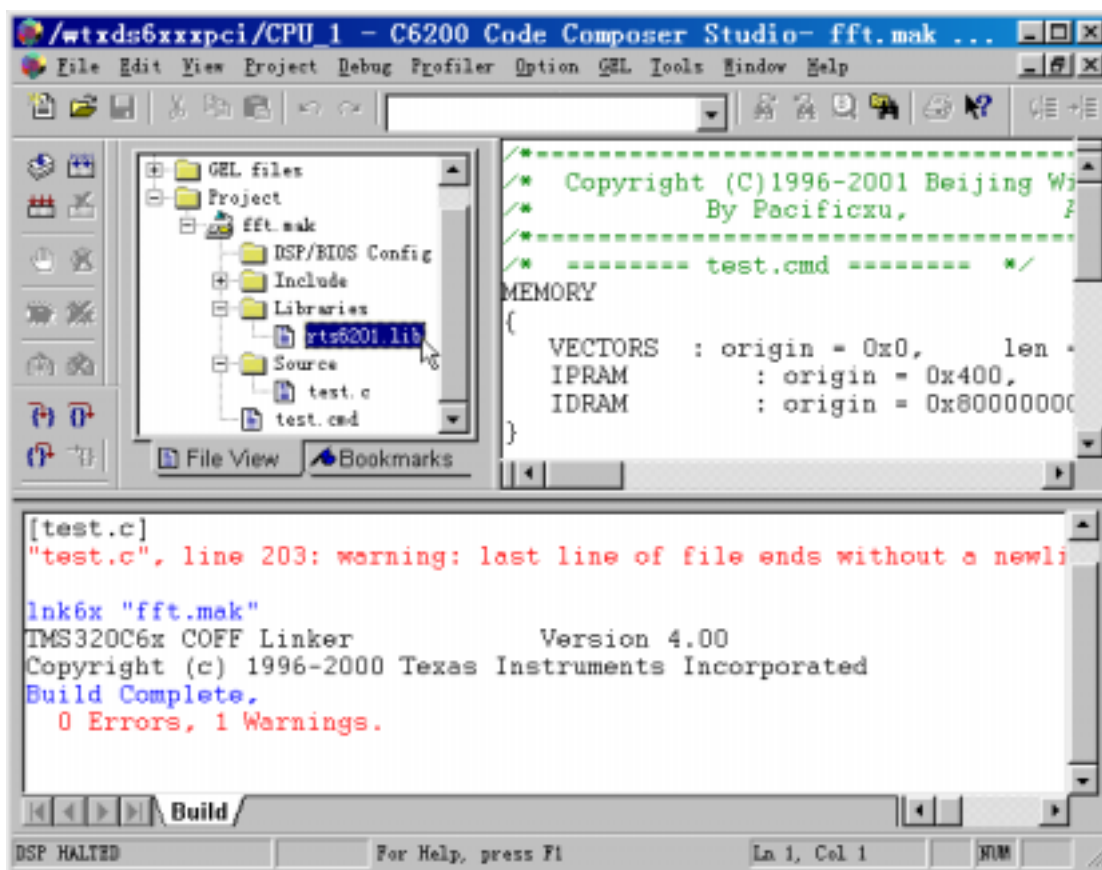 /wtxds6xxxpci/CPU_1 - C6200 Code Composer Studio- fft.mak ...
File Edit View Project Debug Profiler Option GEL Tools Window Help
GEL files
Project
fft.mak
DSP/BIOS Config
Include
Libraries
rts6201.lib
Source
test.c
test.cmd
File View Bookmarks
/*================================
/* Copyright (C)1996-2001 Beijing Wi
/* By Pacificxu,
/*================================
/* ======== test.cmd ======== */
MEMORY
{
VECTORS : origin = 0x0, len =
IPRAM : origin = 0x400,
IDRAM : origin = 0x80000000
}
[test.c]
"test.c", line 203: warning: last line of file ends without a newli
lnk6x "fft.mak"
TMS320C6x COFF Linker Version 4.00
Copyright (c) 1996-2000 Texas Instruments Incorporated
Build Complete,
0 Errors, 1 Warnings.
Build
DSP HALTED For Help, press F1 Ln 1, Col 1 NUM